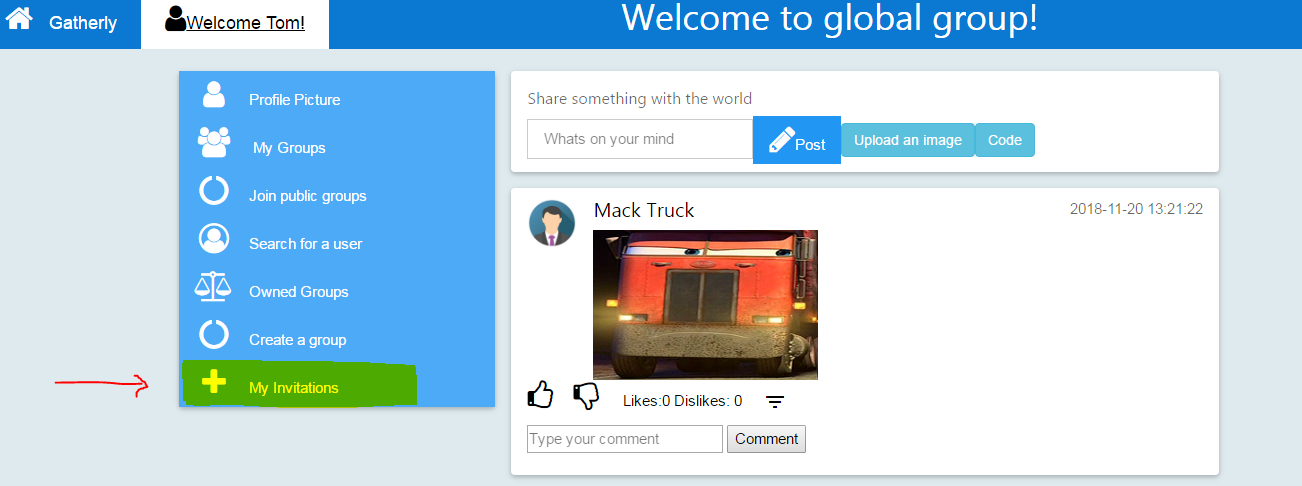 Gatherly
Welcome Tom!
Welcome to global group!
Profile Picture
My Groups
Join public groups
Search for a user
Owned Groups
Create a group
My Invitations
Share something with the world
Whats on your mind
Post
Upload an image
Code
Mack Truck
2018-11-20 13:21:22
Likes:0 Dislikes: 0
Type your comment
Comment